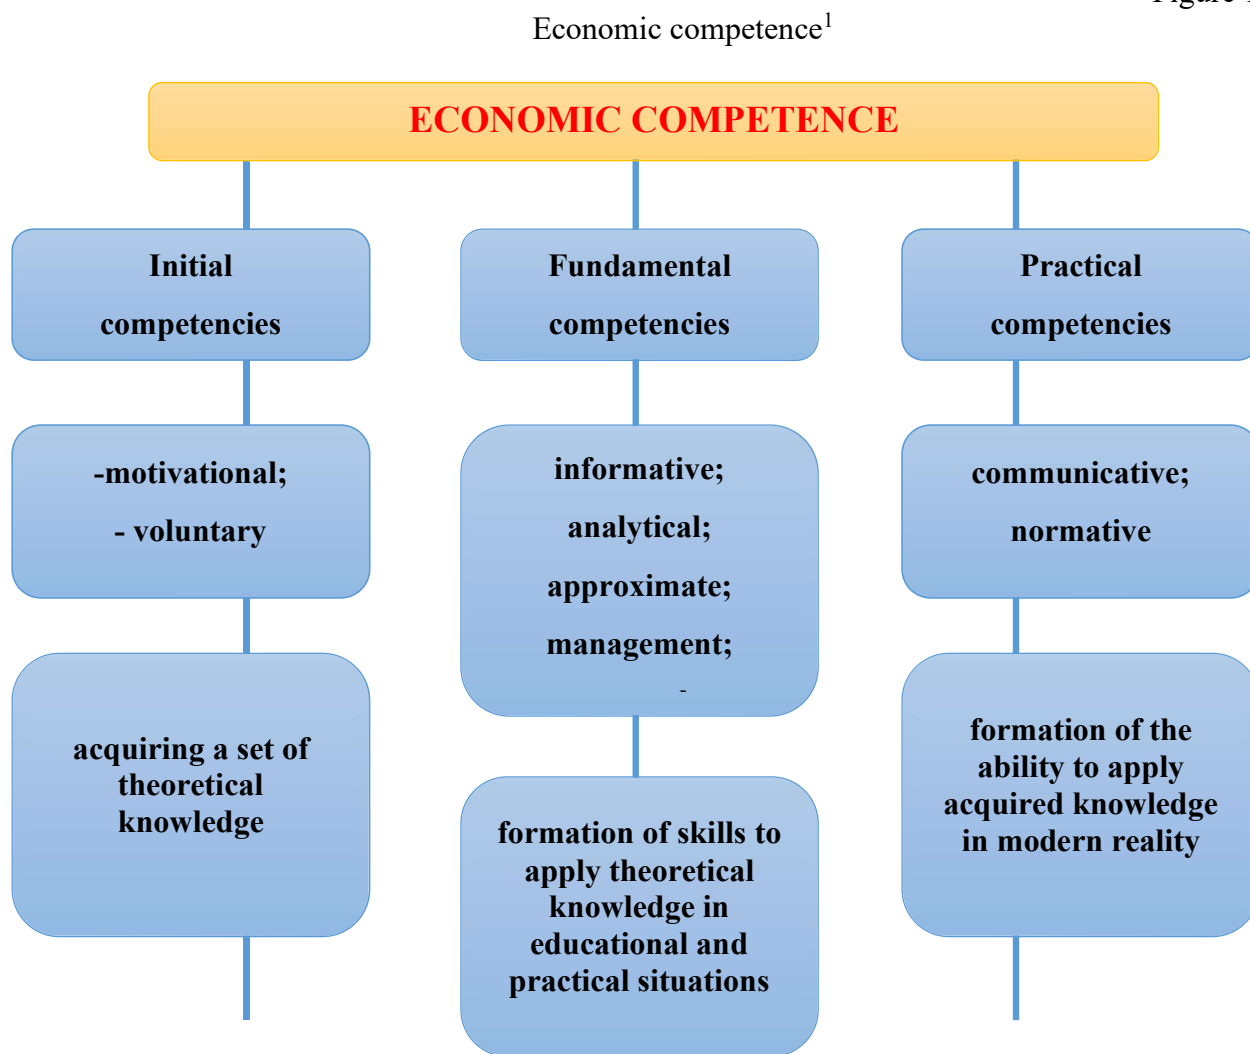 Figure
Economic competence1
ECONOMIC COMPETENCE
Initial
competencies
Fundamental
competencies
Practical
competencies
-motivational;
- voluntary
informative;
analytical;
approximate;
management;
communicative;
normative
acquiring a set of
theoretical
knowledge
formation of skills to
apply theoretical
knowledge in
educational and
practical situations
formation of the
ability to apply
acquired knowledge
in modern reality